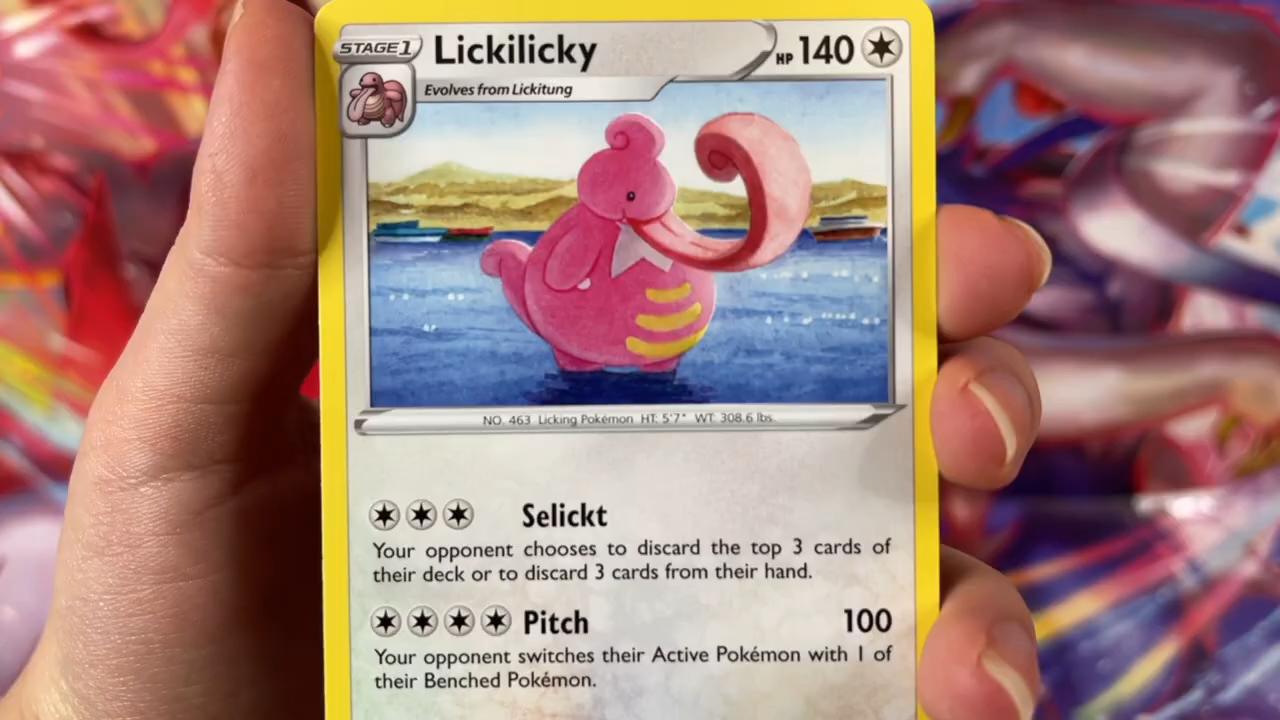 STAGE 1 Lickilicky HP 140
Evolves from Lickitung
NO. 463 Licking Pokémon HT: 5'7" WT: 308.6 lbs.
Selickt
Your opponent chooses to discard the top 3 cards of
their deck or to discard 3 cards from their hand.
Pitch 100
Your opponent switches their Active Pokémon with 1 of
their Benched Pokémon.